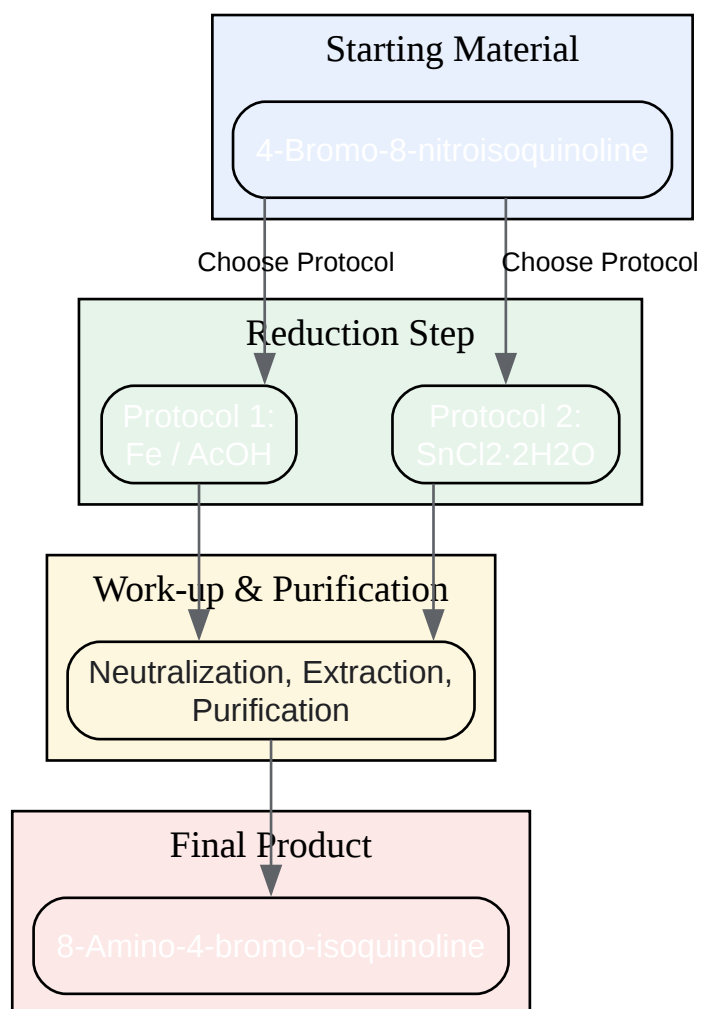 Starting Material
4-Bromo-8-nitroisoquinoline
Choose Protocol
Choose Protocol
Reduction Step
Protocol 1:
Fe / AcOH
Protocol 2:
SnCl2·2H2O
Work-up & Purification
Neutralization, Extraction,
Purification
Final Product
8-Amino-4-bromo-isoquinoline